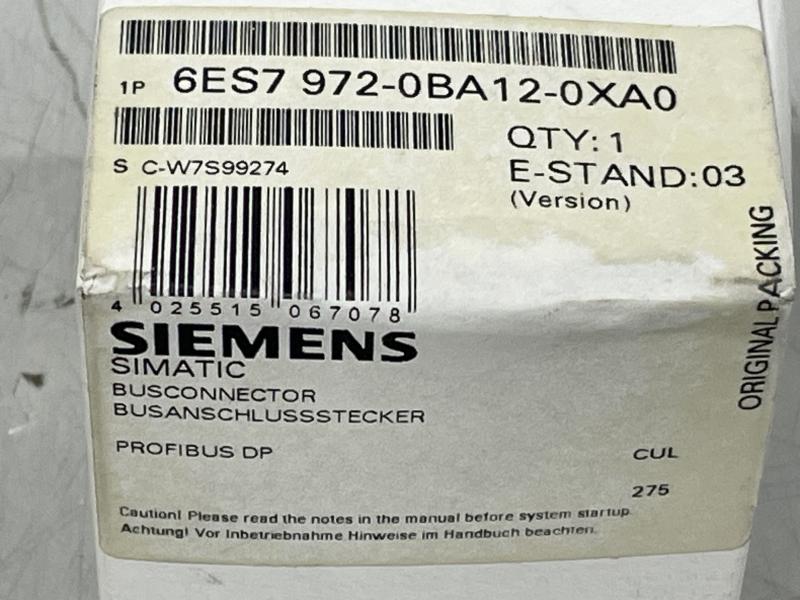 1P 6ES7 972-0BA12-0XA0
QTY: 1
S C-W7S99274
E-STAND:03
(Version)
4 025515 067078
SIEMENS
SIMATIC
BUSCONNECTOR
BUSANSCHLUSSSTECKER
PROFIBUS DP
CUL
275
Caution! Please read the notes in the manual before system startup.
Achtung! Vor Inbetriebnahme Hinweise im Handbuch beachten.
ORIGINAL PACKING